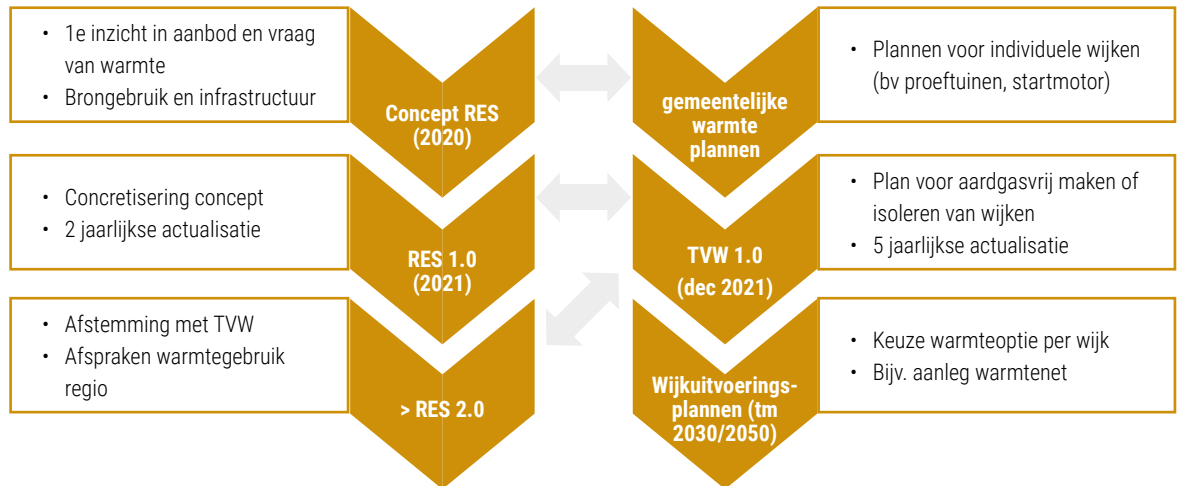 • 1e inzicht in aanbod en vraag
van warmte
• Brongebruik en infrastructuur
Concept RES
(2020)
gemeentelijke
warmte
plannen
• Plannen voor individuele wijken
(bv proeftuinen, startmotor)
• Concretisering concept
• 2 jaarlijkse actualisatie
RES 1.0
(2021)
TVW 1.0
(dec 2021)
• Plan voor aardgasvrij maken of
isoleren van wijken
• 5 jaarlijkse actualisatie
• Afstemming met TVW
• Afspraken warmtegebruik
regio
> RES 2.0
Wijkuitvoerings-
plannen (tm
2030/2050)
• Keuze warmteoptie per wijk
• Bijv. aanleg warmtenet